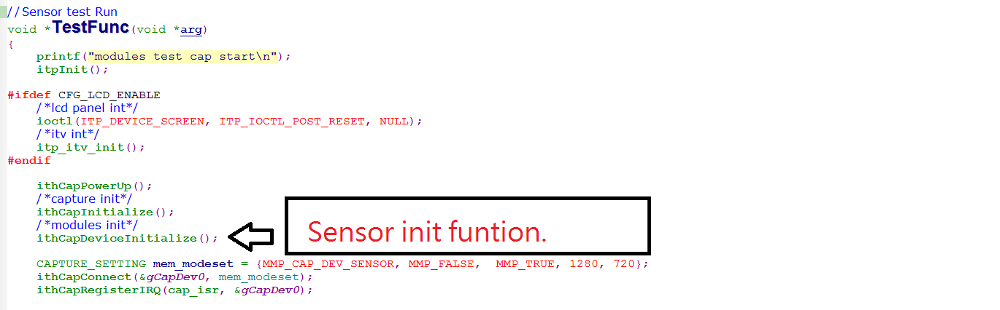 //Sensor test Run
void *TestFunc(void *arg)
{
    printf("modules test cap start\n");
    itpInit();
#ifdef CFG_LCD_ENABLE
    /*lcd panel int*/
    ioctl(ITP_DEVICE_SCREEN, ITP_IOCTL_POST_RESET, NULL);
    /*itv int*/
    itp_itv_init();
#endif
    ithCapPowerUp();
    /*capture init*/
    ithCapInitialize();
    /*modules init*/
    ithCapDeviceInitialize();
Sensor init funtion.
    CAPTURE_SETTING mem_modeset = {MMP_CAP_DEV_SENSOR, MMP_FALSE,  MMP_TRUE, 1280, 720};
    ithCapConnect(&gCapDev0, mem_modeset);
    ithCapRegisterIRQ(cap_isr, &gCapDev0);